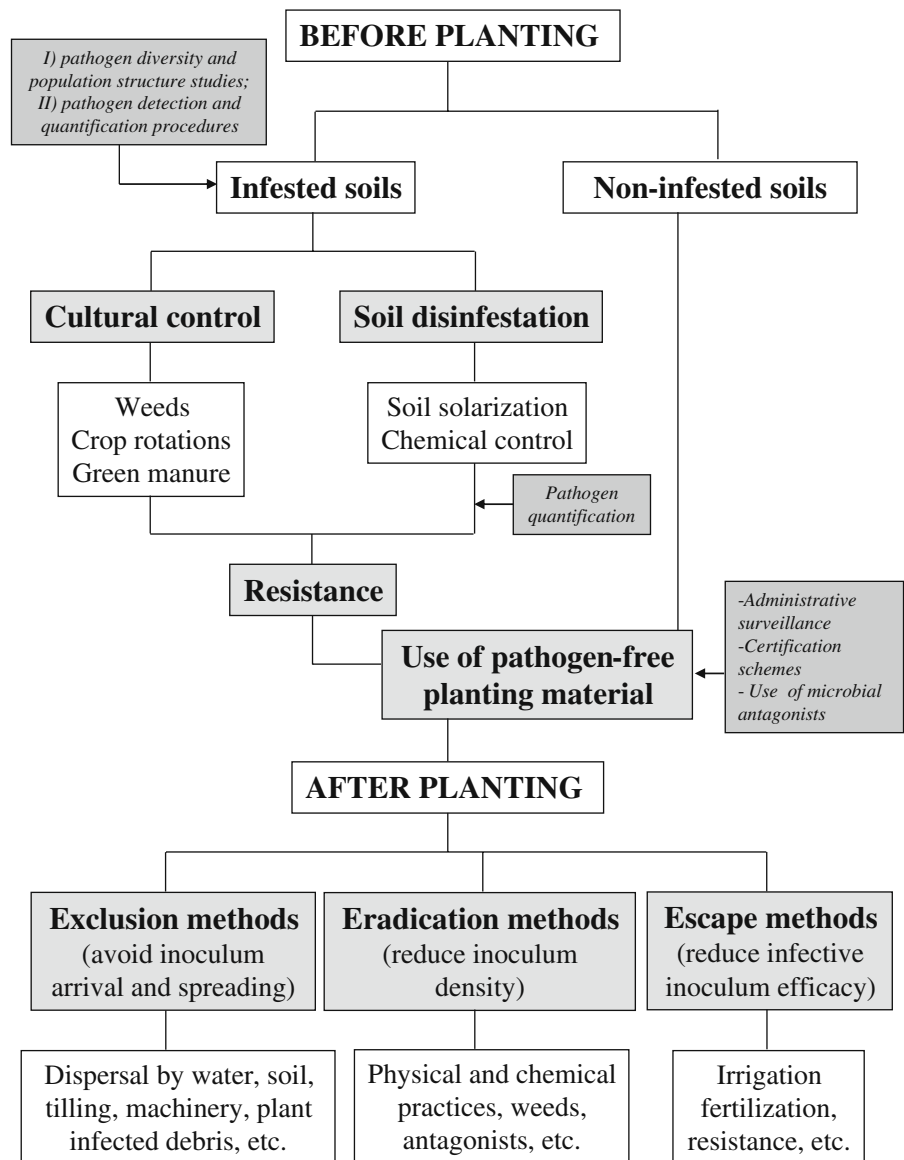 BEFORE PLANTING
I) pathogen diversity and
population structure studies;
II) pathogen detection and
quantification procedures
Infested soils
Non-infested soils
Cultural control
Soil disinfestation
Weeds
Crop rotations
Green manure
Soil solarization
Chemical control
Pathogen
quantification
Resistance
Use of pathogen-free
planting material
-Administrative
surveillance
-Certification
schemes
- Use of microbial
antagonists
AFTER PLANTING
Exclusion methods
(avoid inoculum
arrival and spreading)
Eradication methods
(reduce inoculum
density)
Escape methods
(reduce infective
inoculum efficacy)
Dispersal by water, soil,
tilling, machinery, plant
infected debris, etc.
Physical and chemical
practices, weeds,
antagonists, etc.
Irrigation
fertilization,
resistance, etc.